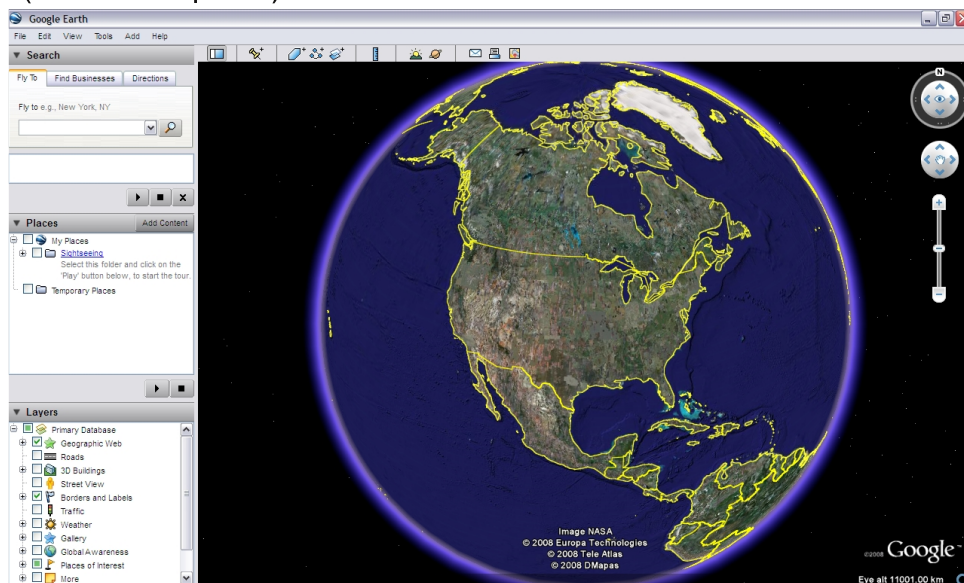 Google Earth
File Edit View Tools Add Help
Search
Fly To Find Businesses Directions
Fly to e.g., New York, NY
Places Add Content
My Places
Sightseeing
Select this folder and click on the
'Play' button below, to start the tour.
Temporary Places
Layers
Primary Database
Geographic Web
Roads
3D Buildings
Street View
Borders and Labels
Traffic
Weather
Gallery
Global Awareness
Places of Interest
More
N
Image NASA
© 2008 Europa Technologies
© 2008 Tele Atlas
© 2008 DMapas
©2008 Google
Eye alt 11001.00 km